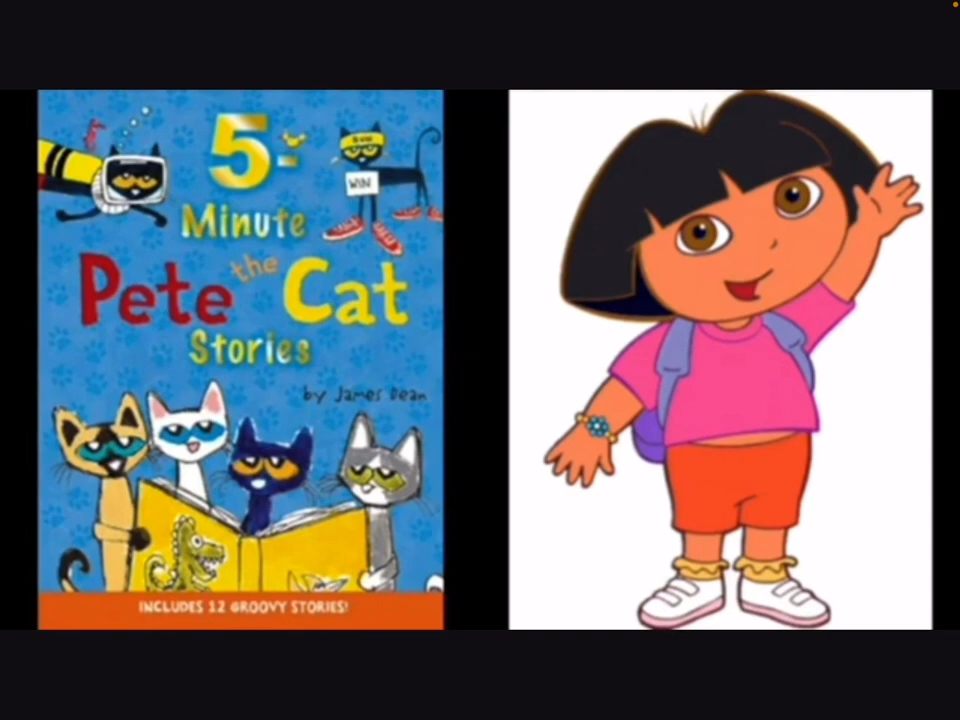 5-
Minute
Pete the Cat
Stories
by James Dean
WIN
INCLUDES 12 GROOVY STORIES!